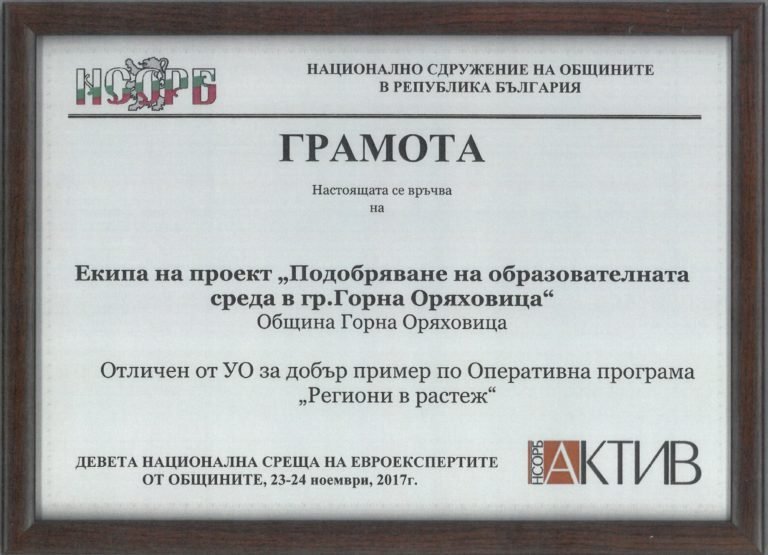 НСОРБ
НАЦИОНАЛНО СДРУЖЕНИЕ НА ОБЩИНИТЕ
В РЕПУБЛИКА БЪЛГАРИЯ
ГРАМОТА
Настоящата се връчва
на
Екипа на проект „Подобряване на образователната
среда в гр.Горна Оряховица“
Община Горна Оряховица
Отличен от УО за добър пример по Оперативна програма
„Региони в растеж“
ДЕВЕТА НАЦИОНАЛНА СРЕЩА НА ЕВРОЕКСПЕРТИТЕ
ОТ ОБЩИНИТЕ, 23-24 ноември, 2017г.
НСОРБ АКТИВ